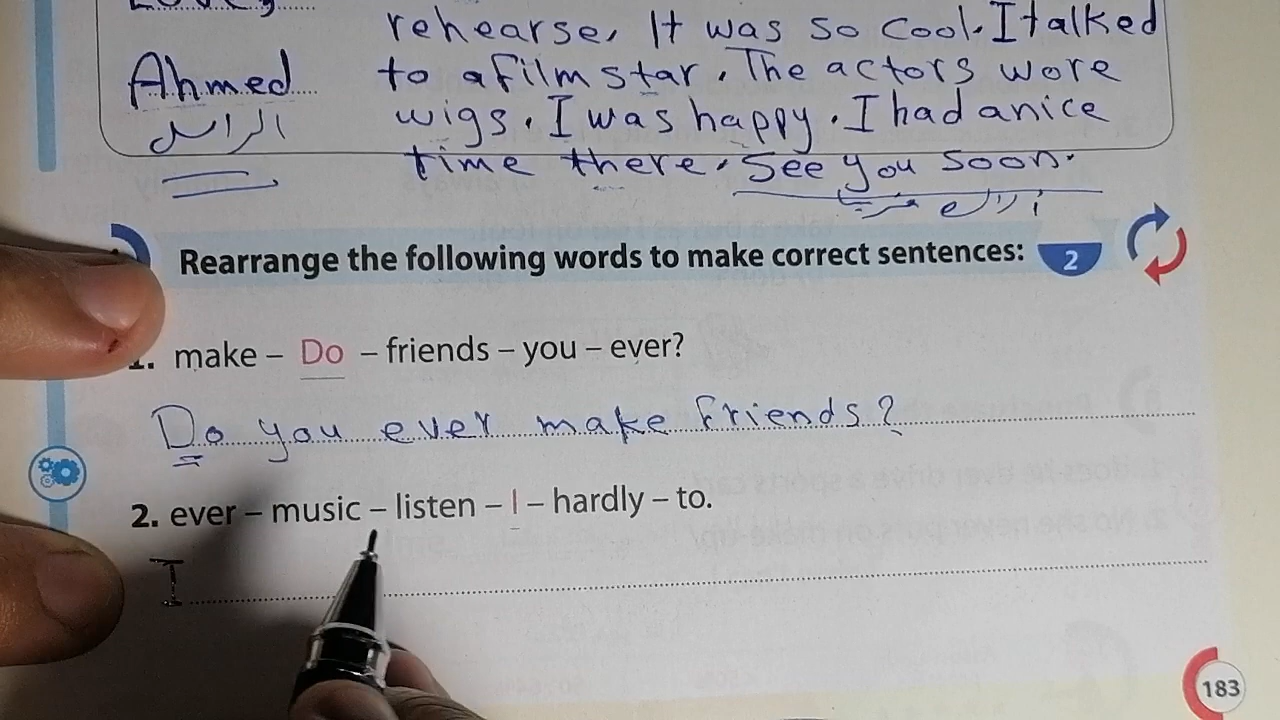 rehearse. It was so cool. I talked
Ahmed to a film star. The actors wore
wigs. I was happy. I had a nice
time there. See you soon.
Rearrange the following words to make correct sentences: 2
1. make – Do – friends – you – ever?
Do you ever make friends?
2. ever – music – listen – I – hardly – to.
I
183